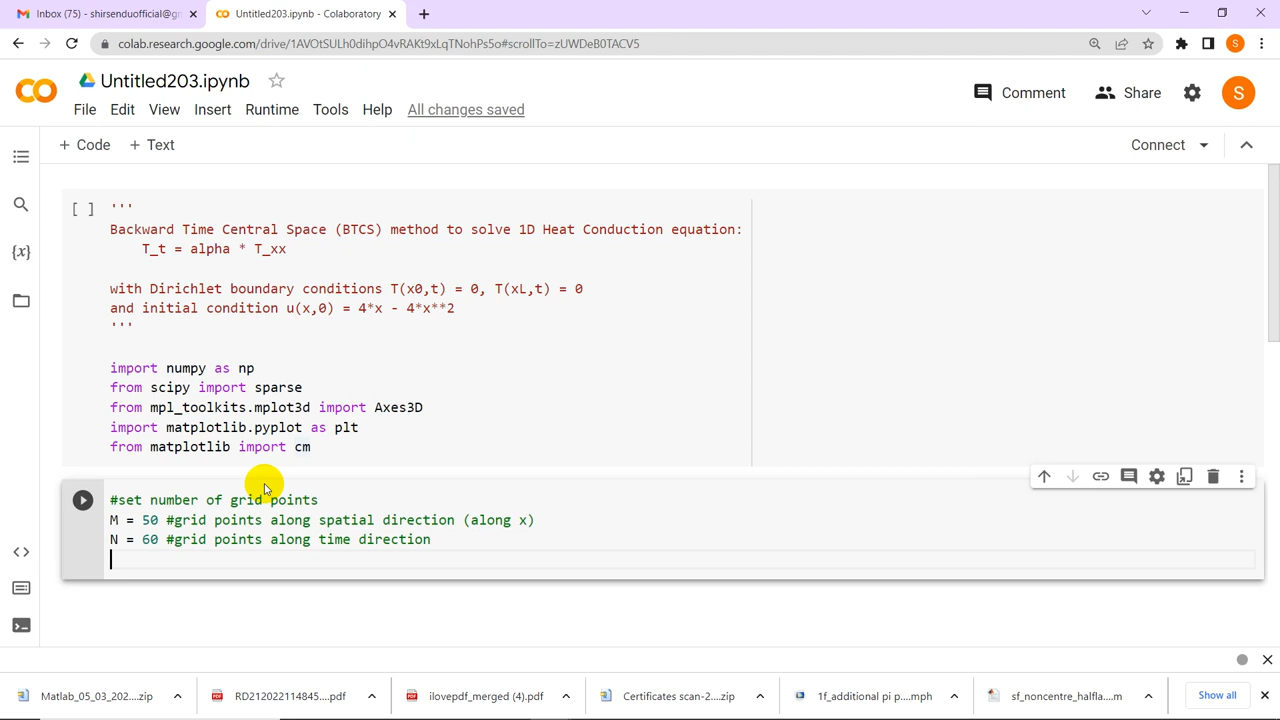 Inbox (75) - shirsenduofficial@gr
Untitled203.ipynb - Colaboratory
colab.research.google.com/drive/1AVOtSULh0dihpO4vRAKt9xLqTNohPs5o#scrollTo=zUWDeB0TACV5
S
CO
Untitled203.ipynb
Comment
Share
S
File Edit View Insert Runtime Tools Help All changes saved
+ Code + Text
Connect
[ ] '''
Backward Time Central Space (BTCS) method to solve 1D Heat Conduction equation:
T_t = alpha * T_xx
with Dirichlet boundary conditions T(x0,t) = 0, T(xL,t) = 0
and initial condition u(x,0) = 4*x - 4*x**2
'''
{x}
import numpy as np
from scipy import sparse
from mpl_toolkits.mplot3d import Axes3D
import matplotlib.pyplot as plt
from matplotlib import cm
#set number of grid points
M = 50 #grid points along spatial direction (along x)
N = 60 #grid points along time direction
Matlab_05_03_202....zip
RD212022114845....pdf
ilovepdf_merged (4).pdf
Certificates scan-2....zip
1f_additional pi p....mph
sf_noncentre_halfla....m
Show all